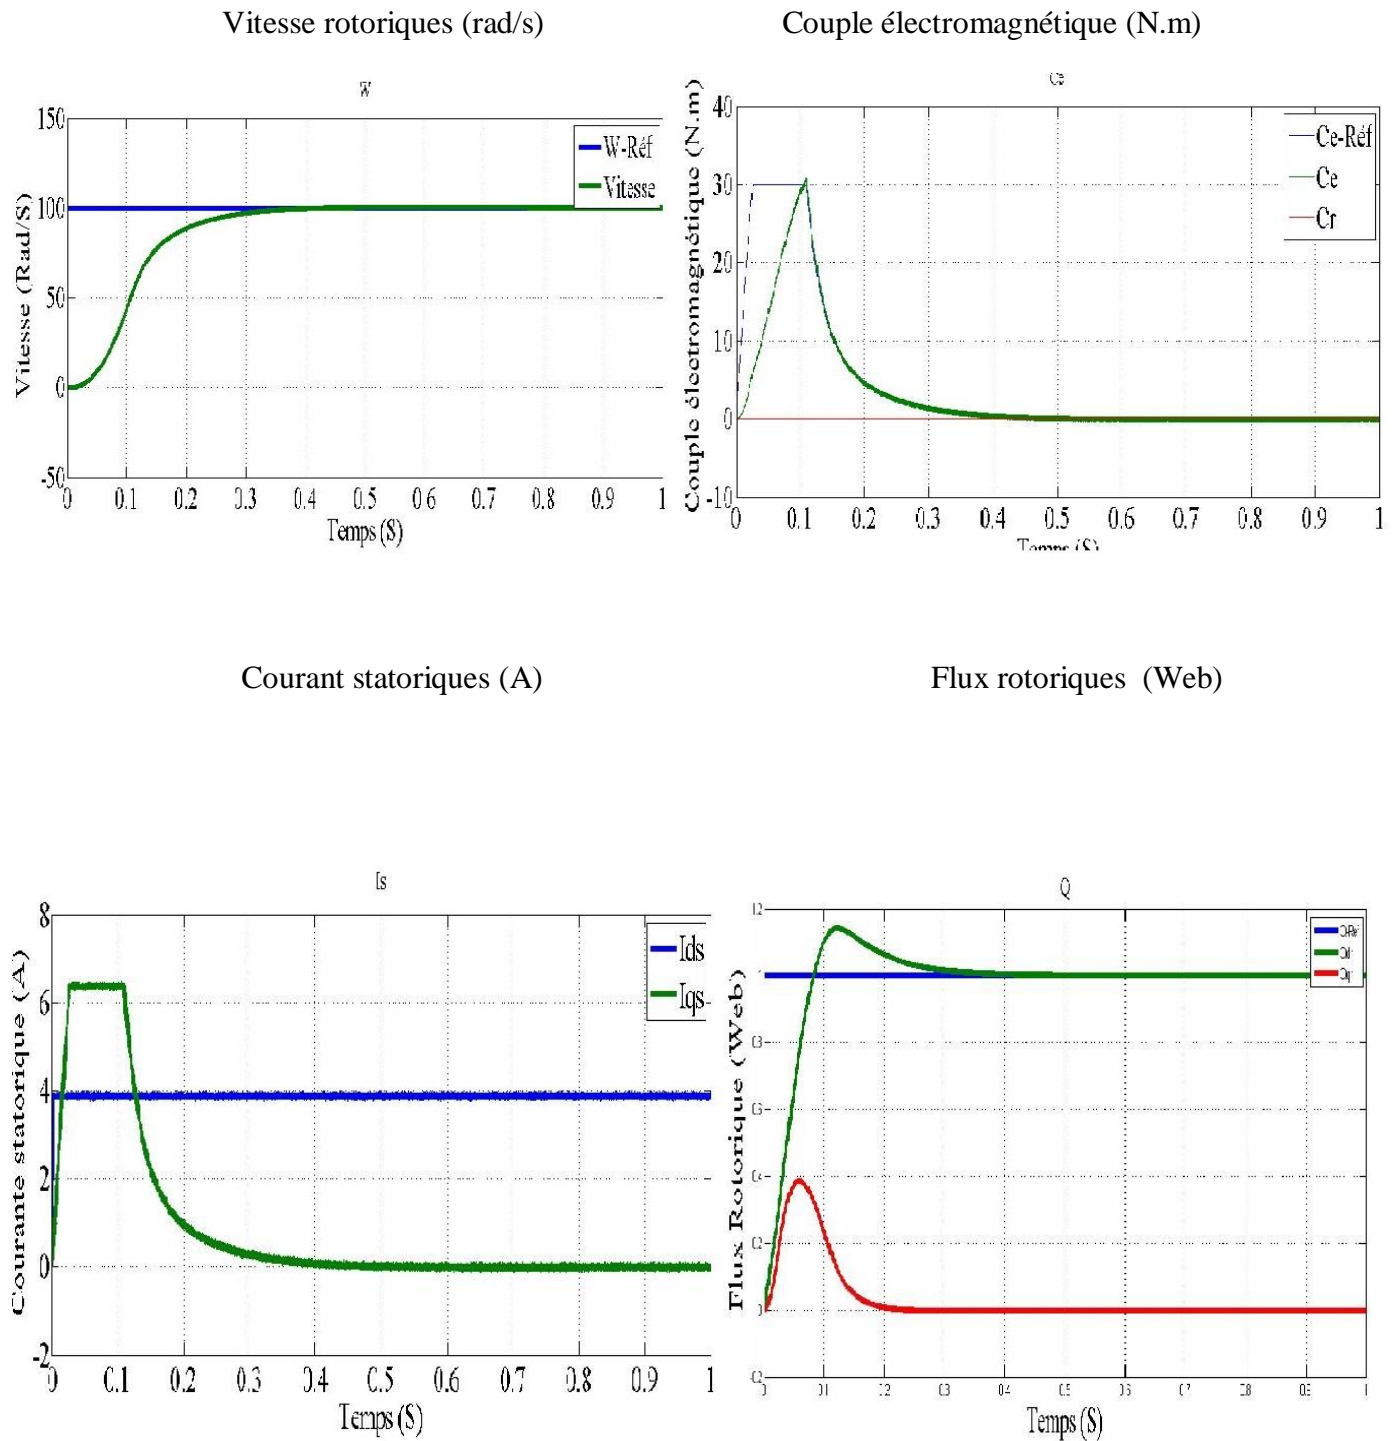 Vitesse rotoriques (rad/s)
Couple électromagnétique (N.m)
W
150
100
50
0
-50
W-Réf
Vitesse
Vitesse (Rad/S)
0 0.1 0.2 0.3 0.4 0.5 0.6 0.7 0.8 0.9 1
Temps (S)
Ce
40
30
20
10
0
-10
Ce-Réf
Ce
Cr
Couple électromagnétique (N.m)
0 0.1 0.2 0.3 0.4 0.5 0.6 0.7 0.8 0.9 1
Temps (S)
Courant statoriques (A)
Flux rotoriques (Web)
Is
8
6
4
2
0
-2
Ids
Iqs
Courante statorique (A)
0 0.1 0.2 0.3 0.4 0.5 0.6 0.7 0.8 0.9 1
Temps (S)
Q
Flux Rotorique (Web)
Temps (S)